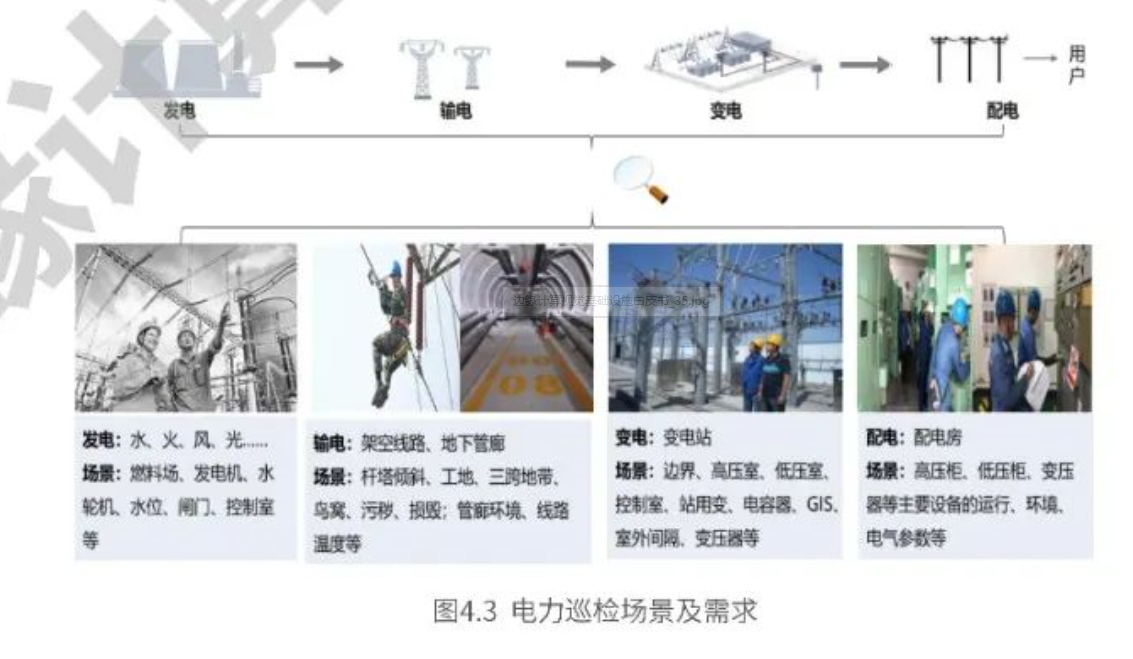 发电
输电
变电
配电
用
户
发电：水、火、风、光......
场景：燃料场、发电机、水
轮机、水位、闸门、控制室
等
输电：架空线路、地下管廊
场景：杆塔倾斜、工地、三跨地带、
鸟窝、污秽、损毁；管廊环境、线路
温度等
变电：变电站
场景：边界、高压室、低压室、
控制室、站用变、电容器、GIS、
室外间隔、变压器等
配电：配电房
场景：高压柜、低压柜、变压
器等主要设备的运行、环境、
电气参数等
图4.3 电力巡检场景及需求